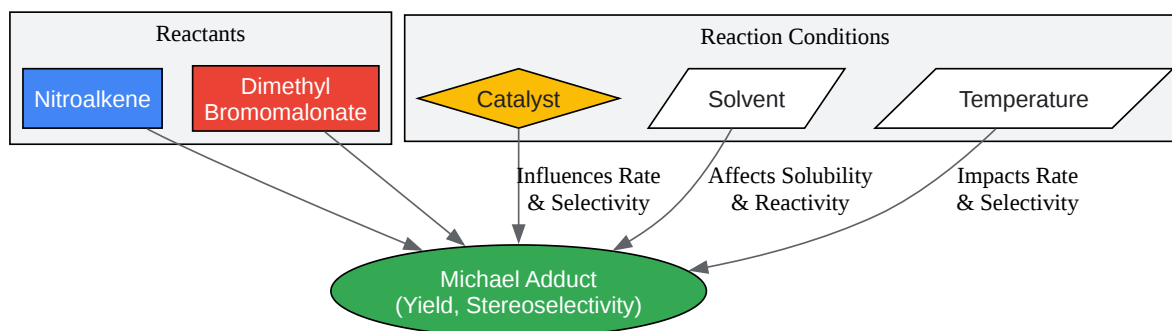 Reactants
Nitroalkene
Dimethyl
Bromomalonate
Reaction Conditions
Catalyst
Solvent
Temperature
Influences Rate
& Selectivity
Affects Solubility
& Reactivity
Impacts Rate
& Selectivity
Michael Adduct
(Yield, Stereoselectivity)